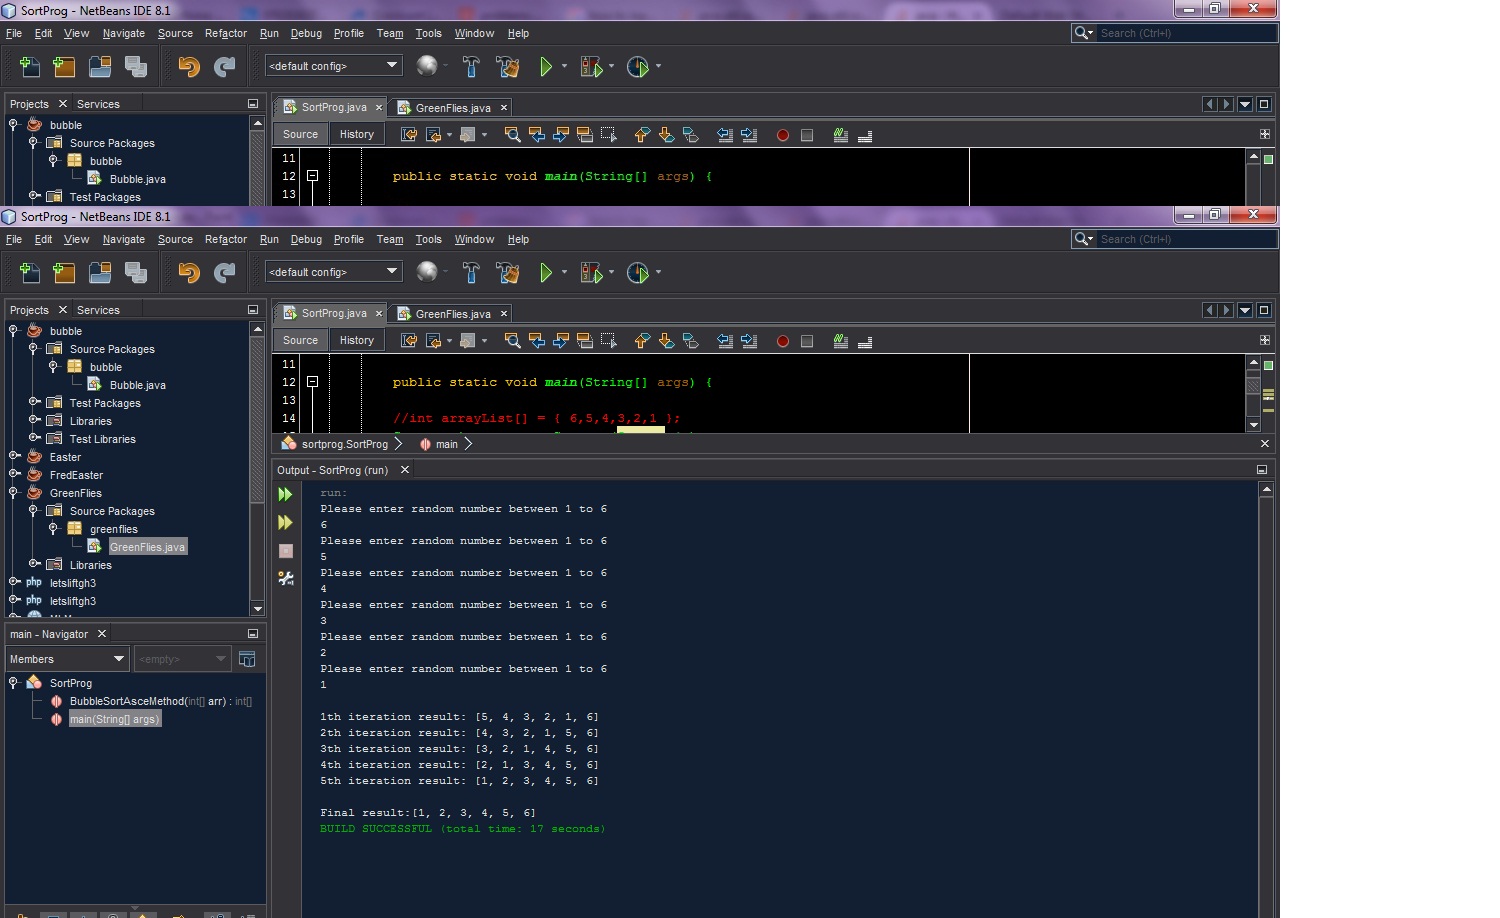 SortProg - NetBeans IDE 8.1
File Edit View Navigate Source Refactor Run Debug Profile Team Tools Window Help
Search (Ctrl+I)
<default config>
Projects Services
SortProg.java GreenFlies.java
bubble
Source History
Source Packages
bubble
11
Bubble.java
12 public static void main(String[] args) {
Test Packages
13
SortProg - NetBeans IDE 8.1
File Edit View Navigate Source Refactor Run Debug Profile Team Tools Window Help
Search (Ctrl+I)
<default config>
Projects Services
SortProg.java GreenFlies.java
bubble
Source History
Source Packages
bubble
Bubble.java
Test Packages
Libraries
Test Libraries
Easter
FredEaster
GreenFlies
Source Packages
greenflies
GreenFlies.java
Libraries
php letsliftgh3
php letsliftgh3
11
12 public static void main(String[] args) {
13
14 //int arrayList[] = { 6,5,4,3,2,1 };
sortprog.SortProg main
Output - SortProg (run)
run:
Please enter random number between 1 to 6
6
Please enter random number between 1 to 6
5
Please enter random number between 1 to 6
4
Please enter random number between 1 to 6
3
Please enter random number between 1 to 6
2
Please enter random number between 1 to 6
1
1th iteration result: [5, 4, 3, 2, 1, 6]
2th iteration result: [4, 3, 2, 1, 5, 6]
3th iteration result: [3, 2, 1, 4, 5, 6]
4th iteration result: [2, 1, 3, 4, 5, 6]
5th iteration result: [1, 2, 3, 4, 5, 6]
Final result:[1, 2, 3, 4, 5, 6]
BUILD SUCCESSFUL (total time: 17 seconds)
main - Navigator
Members <empty>
SortProg
BubbleSortAsceMethod(int[] arr) : int[]
main(String[] args)